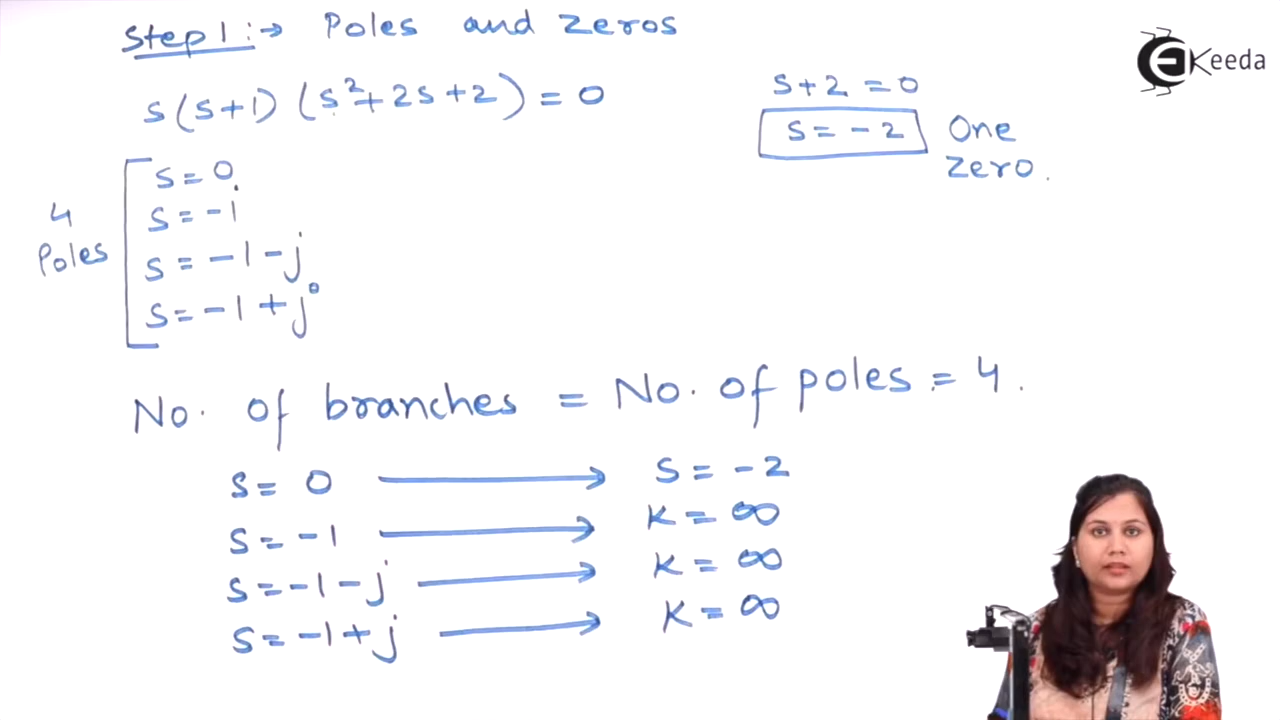 Step 1:→ Poles and zeros
s(s+1) (s²+2s+2) = 0
s+2 = 0
s = -2 One zero.
4 Poles
s = 0
s = -1
s = -1-j
s = -1+j
No. of branches = No. of poles = 4.
s = 0 → s = -2
s = -1 → K = ∞
s = -1-j → K = ∞
s = -1+j → K = ∞
EKeeda